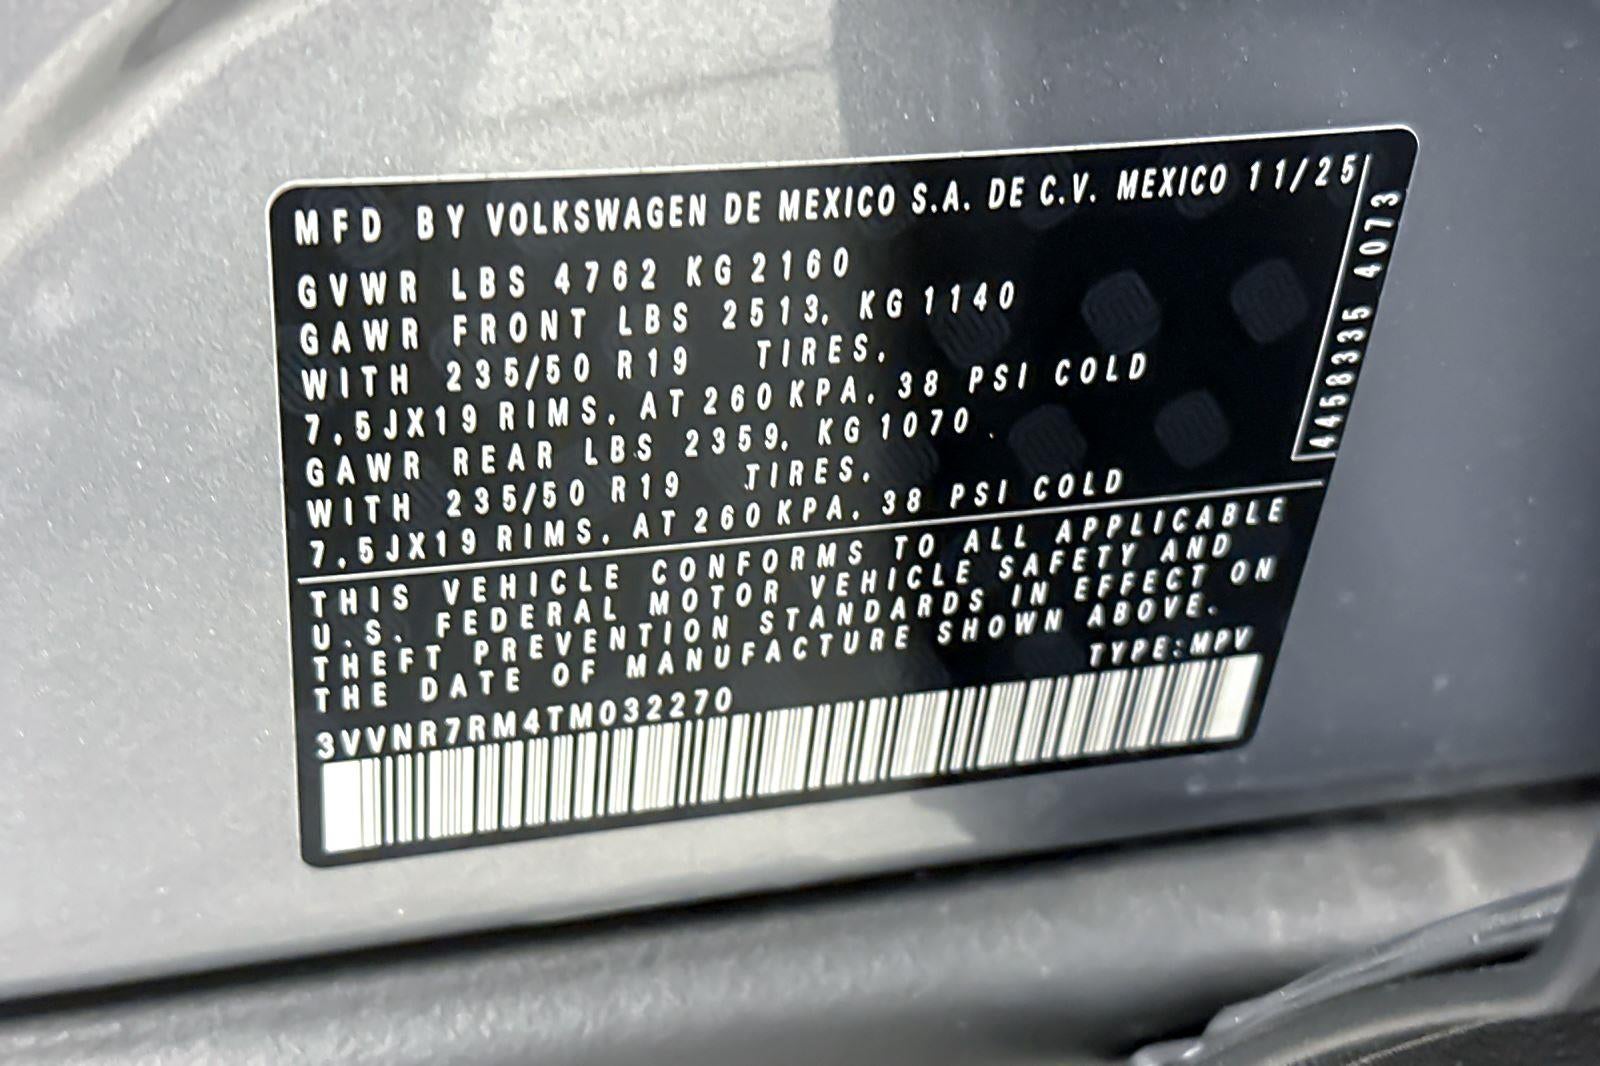 MFD BY VOLKSWAGEN DE MEXICO S.A. DE C.V. MEXICO 11/25
GVWR LBS 4762 KG 2160
GAWR FRONT LBS 2513, KG 1140
WITH 235/50 R19 TIRES,
7,5JX19 RIMS, AT 260 KPA, 38 PSI COLD
GAWR REAR LBS 2359, KG 1070
WITH 235/50 R19 TIRES,
7,5JX19 RIMS, AT 260 KPA, 38 PSI COLD
4458335 4073
THIS VEHICLE CONFORMS TO ALL APPLICABLE
U.S. FEDERAL MOTOR VEHICLE SAFETY AND
THEFT PREVENTION STANDARDS IN EFFECT ON
THE DATE OF MANUFACTURE SHOWN ABOVE.
TYPE:MPV
3VVNR7RM4TM032270